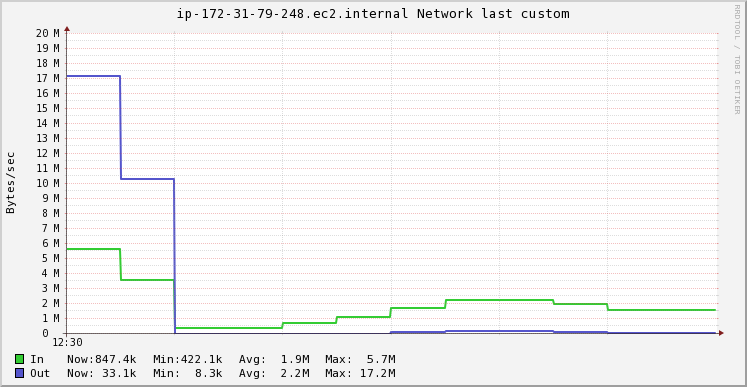 ip-172-31-79-248.ec2.internal Network last custom
RRDTOOL / TOBI OETIKER
Bytes/sec
20 M
19 M
18 M
17 M
16 M
15 M
14 M
13 M
12 M
11 M
10 M
9 M
8 M
7 M
6 M
5 M
4 M
3 M
2 M
1 M
0
12:30
In Now:847.4k Min:422.1k Avg: 1.9M Max: 5.7M
Out Now: 33.1k Min: 8.3k Avg: 2.2M Max: 17.2M